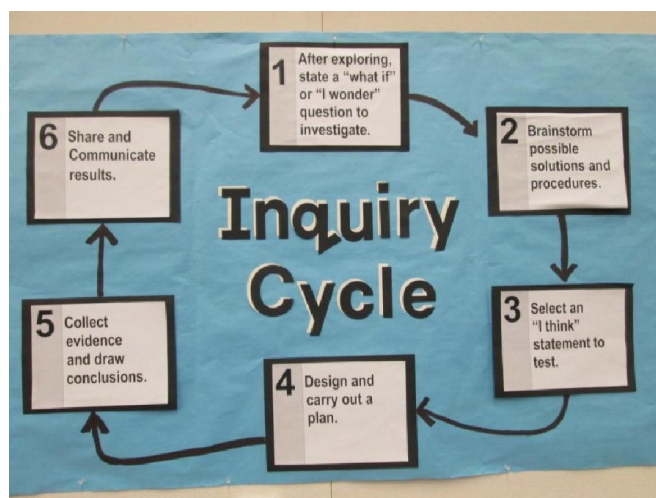 1
After exploring,
state a "what if"
or "I wonder"
question to
investigate.
2
Brainstorm
possible
solutions and
procedures.
3
Select an
"I think"
statement to
test.
4
Design and
carry out a
plan.
5
Collect
evidence
and draw
conclusions.
6
Share and
Communicate
results.
Inquiry
Cycle